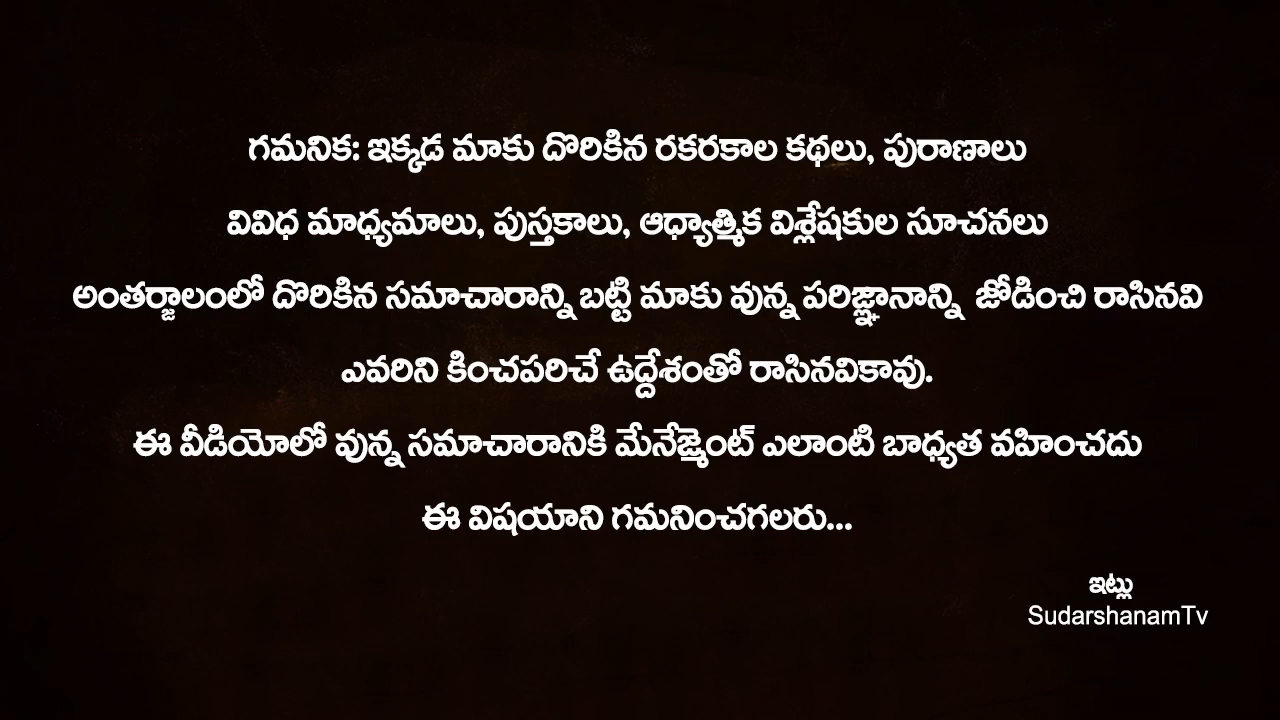 గమనిక: ఇక్కడ మాకు దొరికిన రకరకాల కథలు, పురాణాలు
వివిధ మాధ్యమాలు, పుస్తకాలు, ఆధ్యాత్మిక విశ్లేషకుల సూచనలు
అంతర్జాలంలో దొరికిన సమాచారాన్ని బట్టి మాకు వున్న పరిజ్ఞానాన్ని జోడించి రాసినవి
ఎవరిని కించపరిచే ఉద్దేశంతో రాసినవికావు.
ఈ వీడియోలో వున్న సమాచారానికి మేనేజ్మెంట్ ఎలాంటి బాధ్యత వహించదు
ఈ విషయాని గమనించగలరు...
ఇట్లు
SudarshanamTv